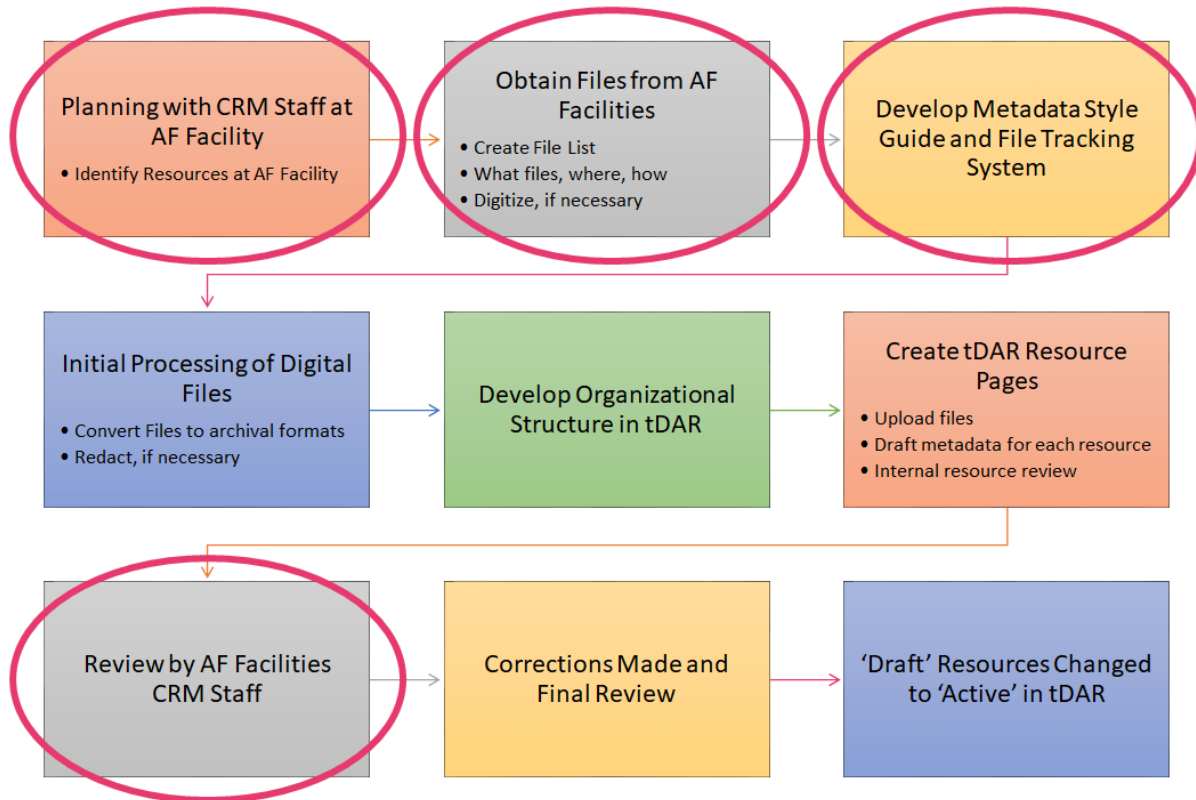 Planning with CRM Staff at
AF Facility
• Identify Resources at AF Facility
Obtain Files from AF
Facilities
• Create File List
• What files, where, how
• Digitize, if necessary
Develop Metadata Style
Guide and File Tracking
System
Initial Processing of Digital
Files
• Convert Files to archival formats
• Redact, if necessary
Develop Organizational
Structure in tDAR
Create tDAR Resource
Pages
• Upload files
• Draft metadata for each resource
• Internal resource review
Review by AF Facilities
CRM Staff
Corrections Made and
Final Review
‘Draft’ Resources Changed
to ‘Active’ in tDAR